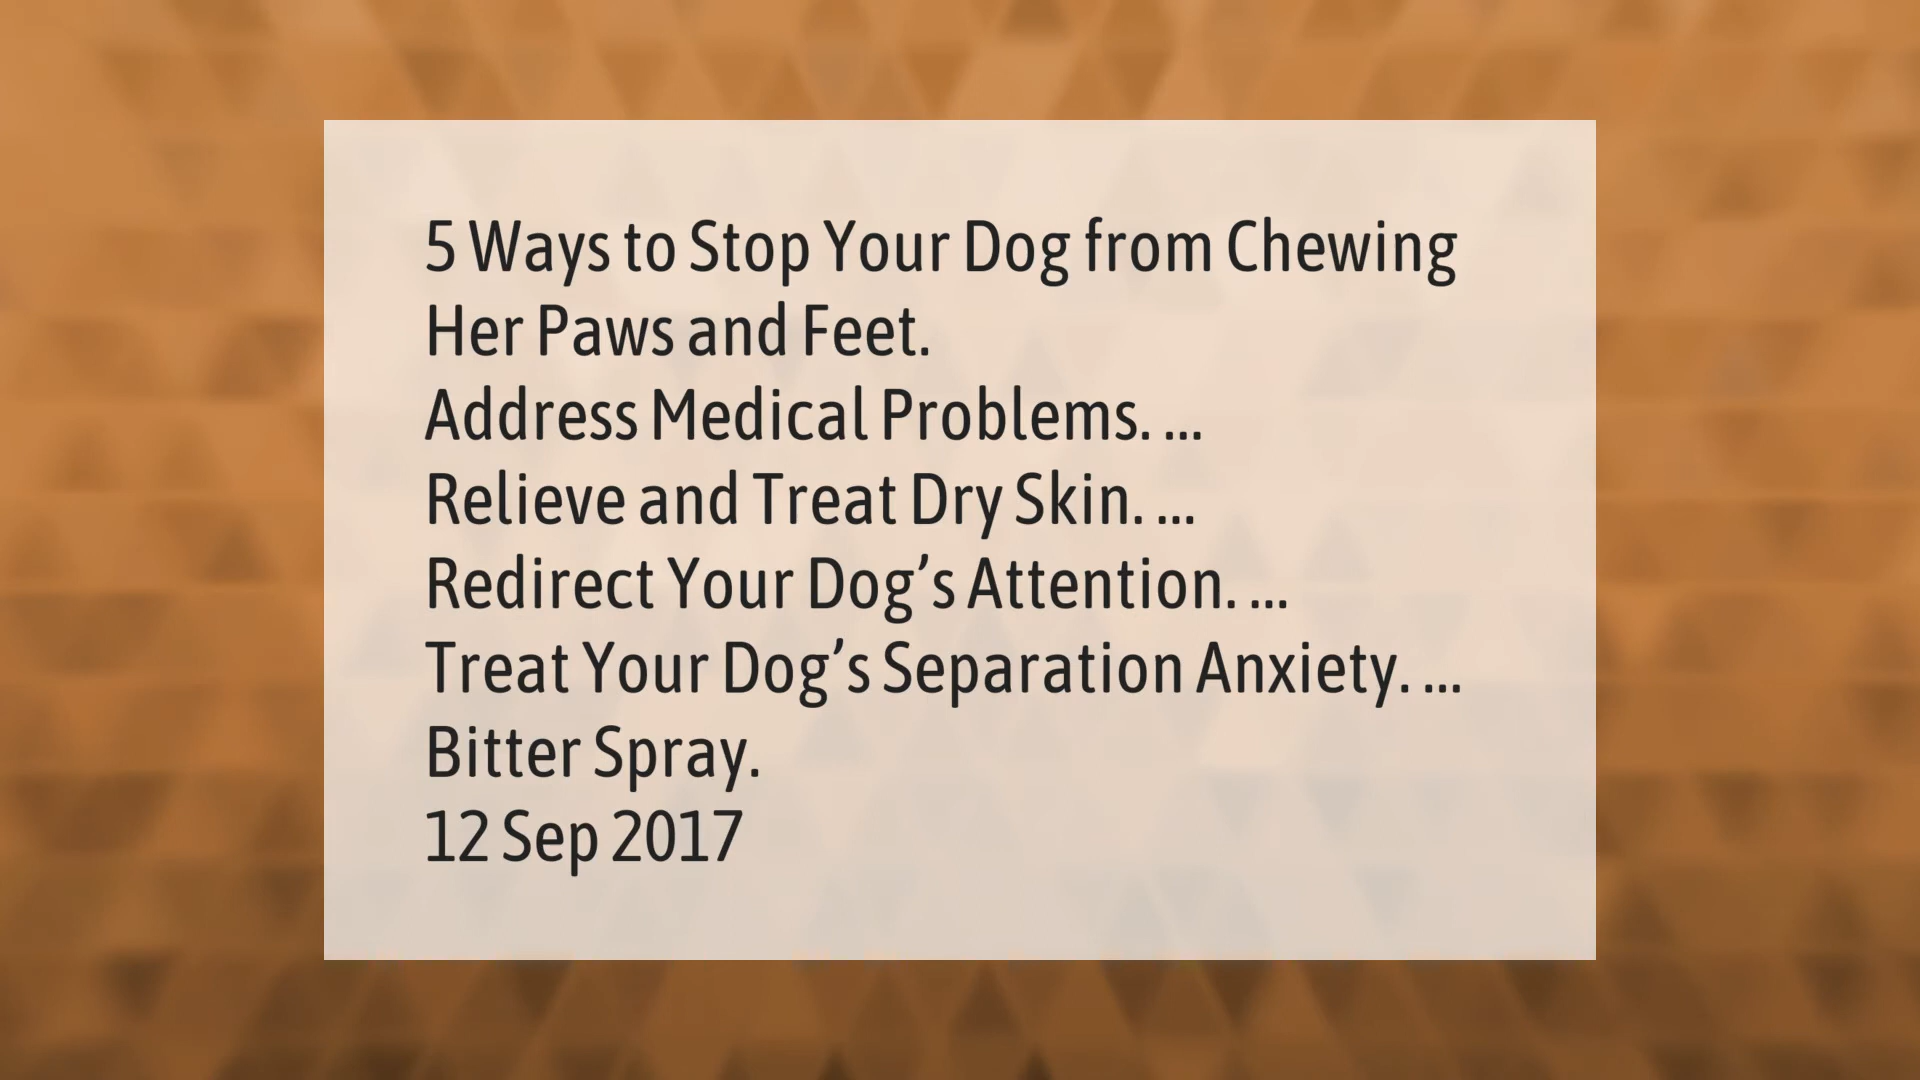 5 Ways to Stop Your Dog from Chewing
Her Paws and Feet.
Address Medical Problems. ...
Relieve and Treat Dry Skin. ...
Redirect Your Dog’s Attention. ...
Treat Your Dog’s Separation Anxiety. ...
Bitter Spray.
12 Sep 2017